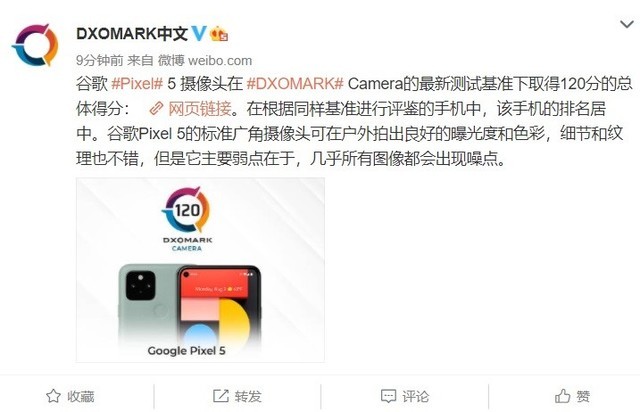 DXOMARK中文
9分钟前 来自 微博 weibo.com
谷歌 #Pixel# 5 摄像头在 #DXOMARK# Camera的最新测试基准下取得120分的总
体得分： 网页链接。在根据同样基准进行评鉴的手机中，该手机的排名居
中。谷歌Pixel 5的标准广角摄像头可在户外拍出良好的曝光度和色彩，细节和纹
理也不错，但是它主要弱点在于，几乎所有图像都会出现噪点。
120
DXOMARK
CAMERA
Google Pixel 5
收藏 转发 评论 赞